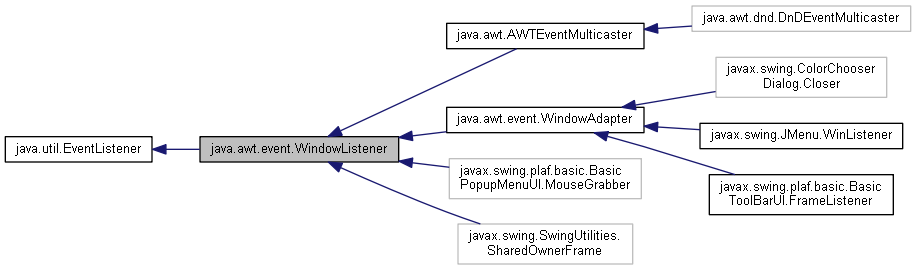 java.util.EventListener
java.awt.event.WindowListener
java.awt.AWTEventMulticaster
java.awt.event.WindowAdapter
javax.swing.plaf.basic.Basic
PopupMenuUI.MouseGrabber
javax.swing.SwingUtilities.
SharedOwnerFrame
java.awt.dnd.DnDEventMulticaster
javax.swing.ColorChooser
Dialog.Closer
javax.swing.JMenu.WinListener
javax.swing.plaf.basic.Basic
ToolBarUI.FrameListener